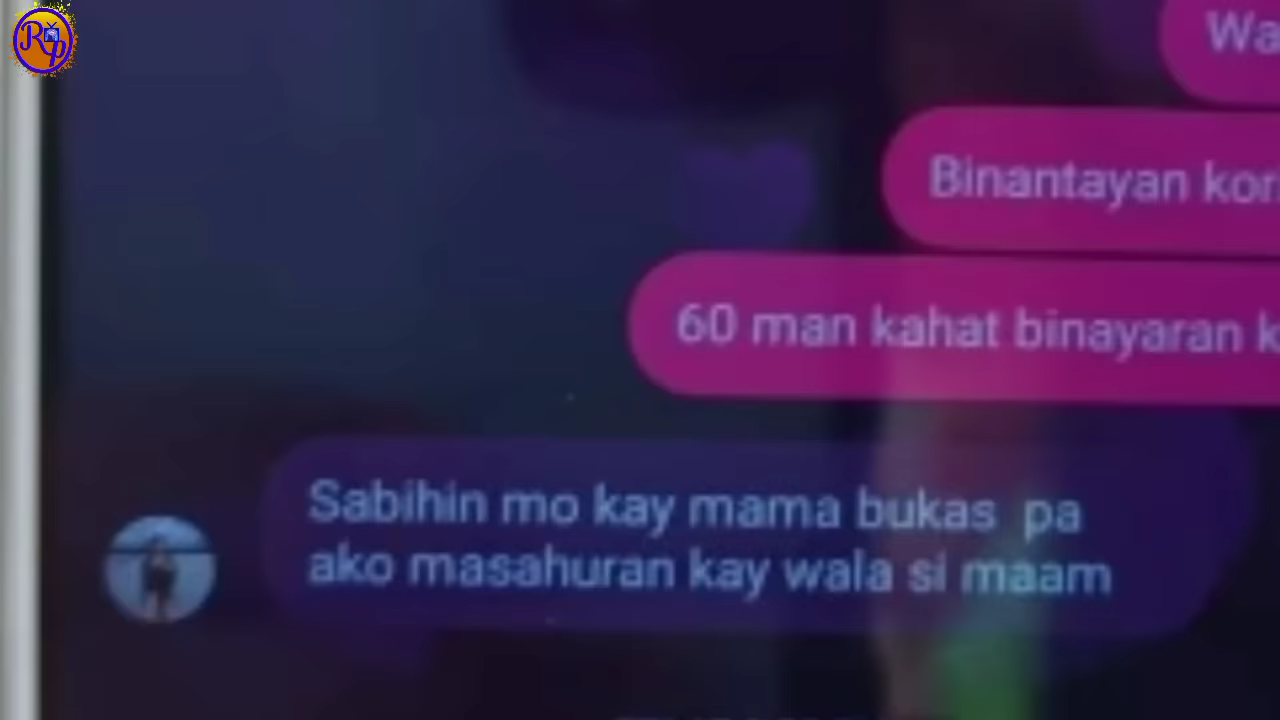 Wa
Binantayan kon
60 man kahat binayaran k
Sabihin mo kay mama bukas pa
ako masahuran kay wala si maam